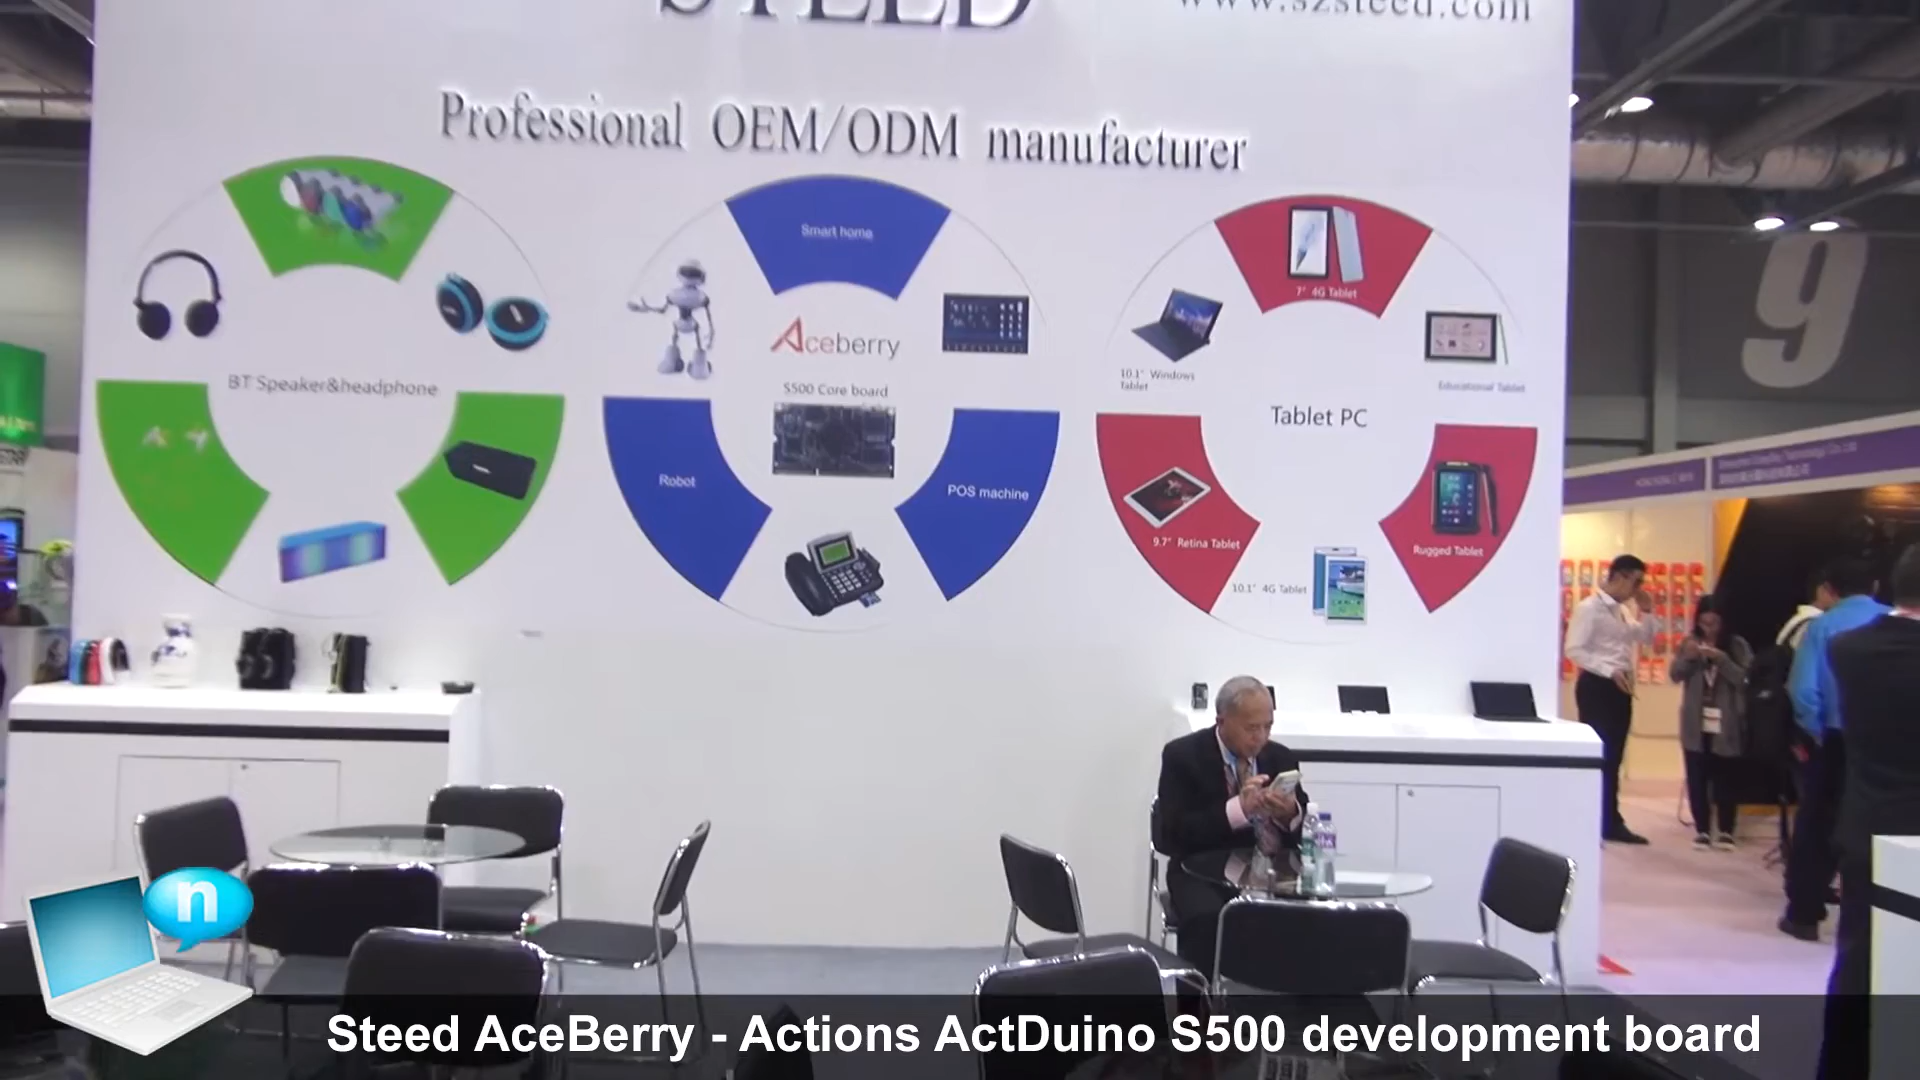 STEED
www.szsteed.com
Professional OEM/ODM manufacturer
BT Speaker&headphone
Smart home
Aceberry
S500 Core board
Robot
POS machine
7" 4G Tablet
10.1" Windows
Tablet
Educational Tablet
Tablet PC
9.7" Retina Tablet
10.1" 4G Tablet
Rugged Tablet
9
n
Steed AceBerry - Actions ActDuino S500 development board